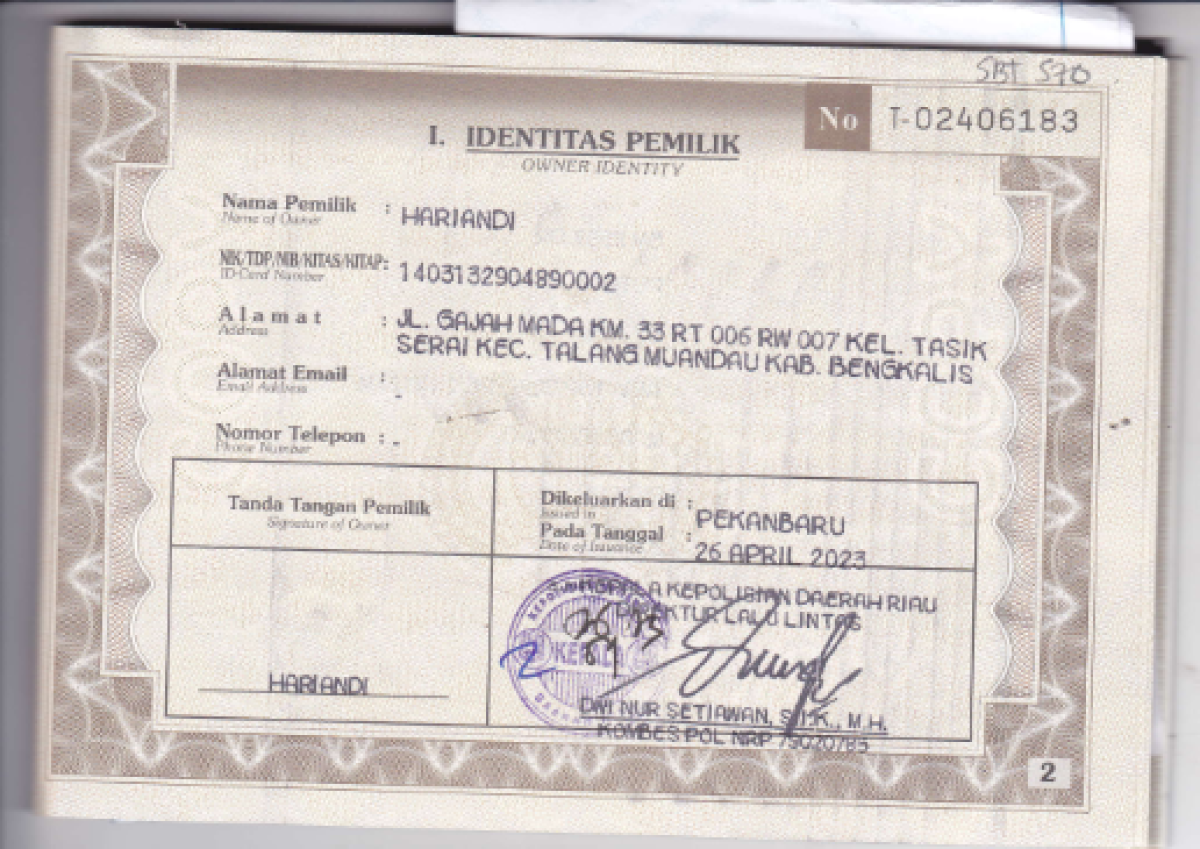 SBT 570
No T-02406183
I. IDENTITAS PEMILIK
OWNER IDENTITY
Nama Pemilik : HARIANDI
Name of Owner
NIK/TDP/NIB/KITAS/KITAP: 1403132904890002
ID-Card Number
Alamat : JL. GAJAH MADA KM. 33 RT 006 RW 007 KEL. TASIK
Address
SERAI KEC. TALANG MUANDAU KAB. BENGKALIS
Alamat Email : -
Email Address
Nomor Telepon : -
Phone Number
Tanda Tangan Pemilik
Signature of Owner
Dikeluarkan di : PEKANBARU
Issued in
Pada Tanggal : 26 APRIL 2023
Date of Issuance
KEPALA KEPOLISIAN DAERAH RIAU
DIREKTUR LALU LINTAS
HARIANDI
DWI NUR SETIAWAN, S.I.K., M.H.
KOMBES POL NRP 79020785
2